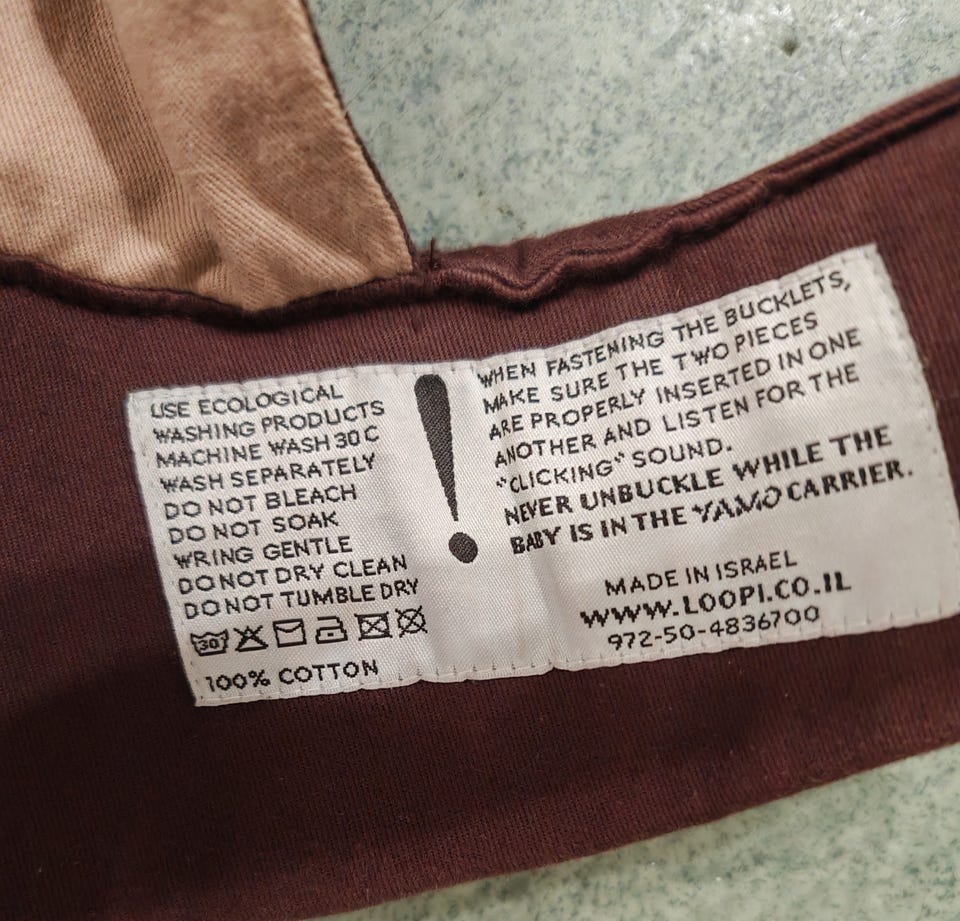 USE ECOLOGICAL
WASHING PRODUCTS
MACHINE WASH 30C
WASH SEPARATELY
DO NOT BLEACH
DO NOT SOAK
WRING GENTLE
DO NOT DRY CLEAN
DO NOT TUMBLE DRY
30°
100% COTTON
!
WHEN FASTENING THE BUCKLETS,
MAKE SURE THE TWO PIECES
ARE PROPERLY INSERTED IN ONE
ANOTHER AND LISTEN FOR THE
"CLICKING" SOUND.
NEVER UNBUCKLE WHILE THE
BABY IS IN THE YAMO CARRIER.
MADE IN ISRAEL
WWW.LOOPI.CO.IL
972-50-4836700